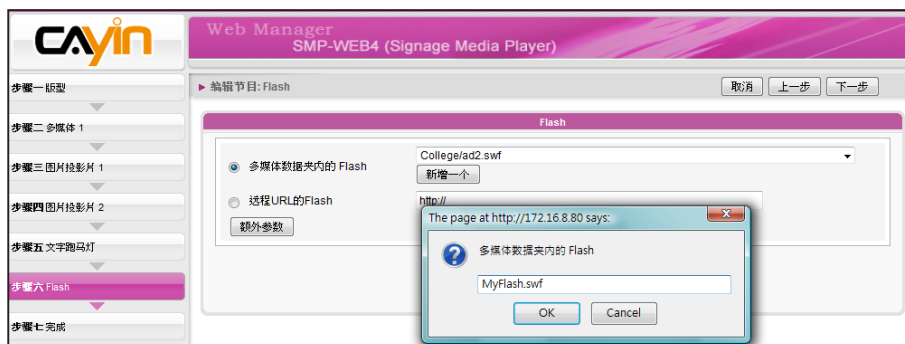 CAYIN
Web Manager
SMP-WEB4 (Signage Media Player)
步骤一 版型
步骤二 多媒体 1
步骤三 图片投影片 1
步骤四 图片投影片 2
步骤五 文字跑马灯
步骤六 Flash
步骤七 完成
编辑节目: Flash
取消
上一步
下一步
Flash
多媒体数据夹内的 Flash
College/ad2.swf
新增一个
远程URL的Flash
http://
额外参数
The page at http://172.16.8.80 says:
多媒体数据夹内的 Flash
MyFlash.swf
OK
Cancel